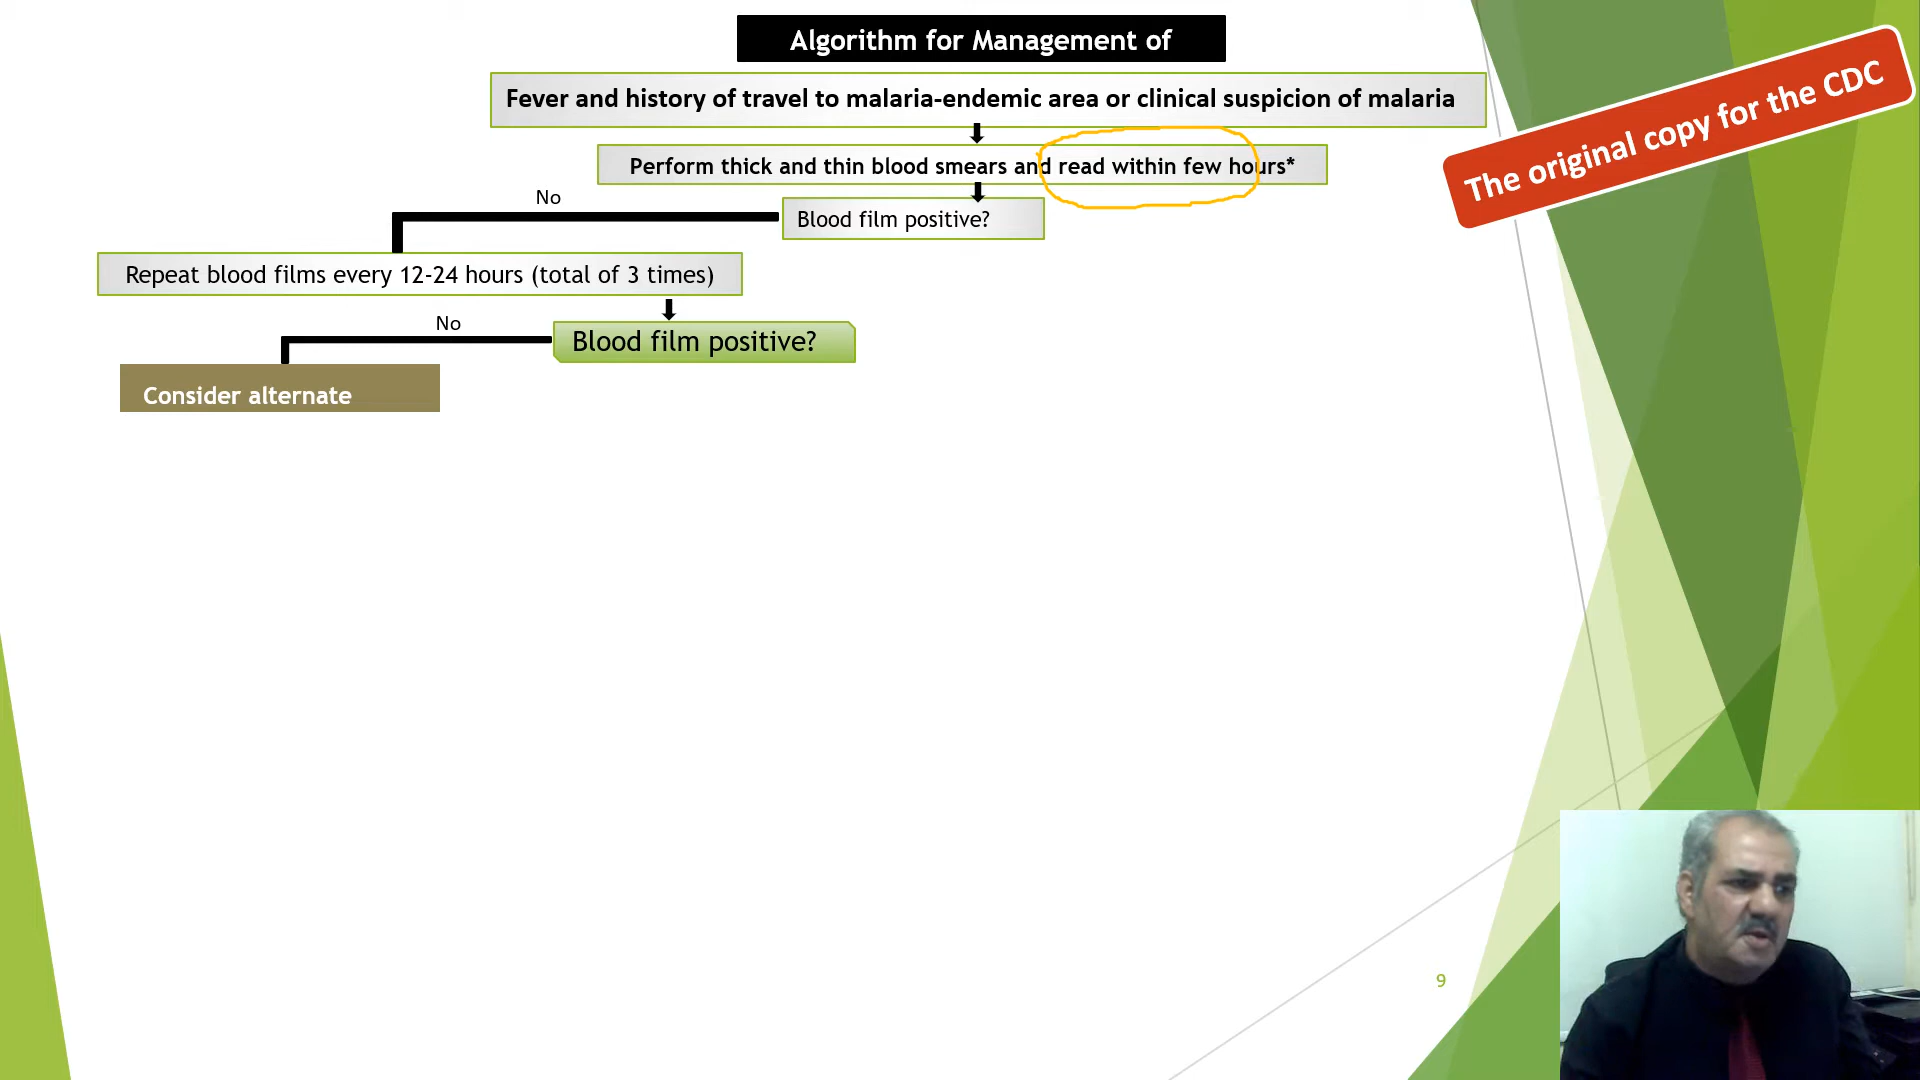 Algorithm for Management of
Fever and history of travel to malaria-endemic area or clinical suspicion of malaria
The original copy for the CDC
Perform thick and thin blood smears and read within few hours*
No
Blood film positive?
Repeat blood films every 12-24 hours (total of 3 times)
No
Blood film positive?
Consider alternate
9